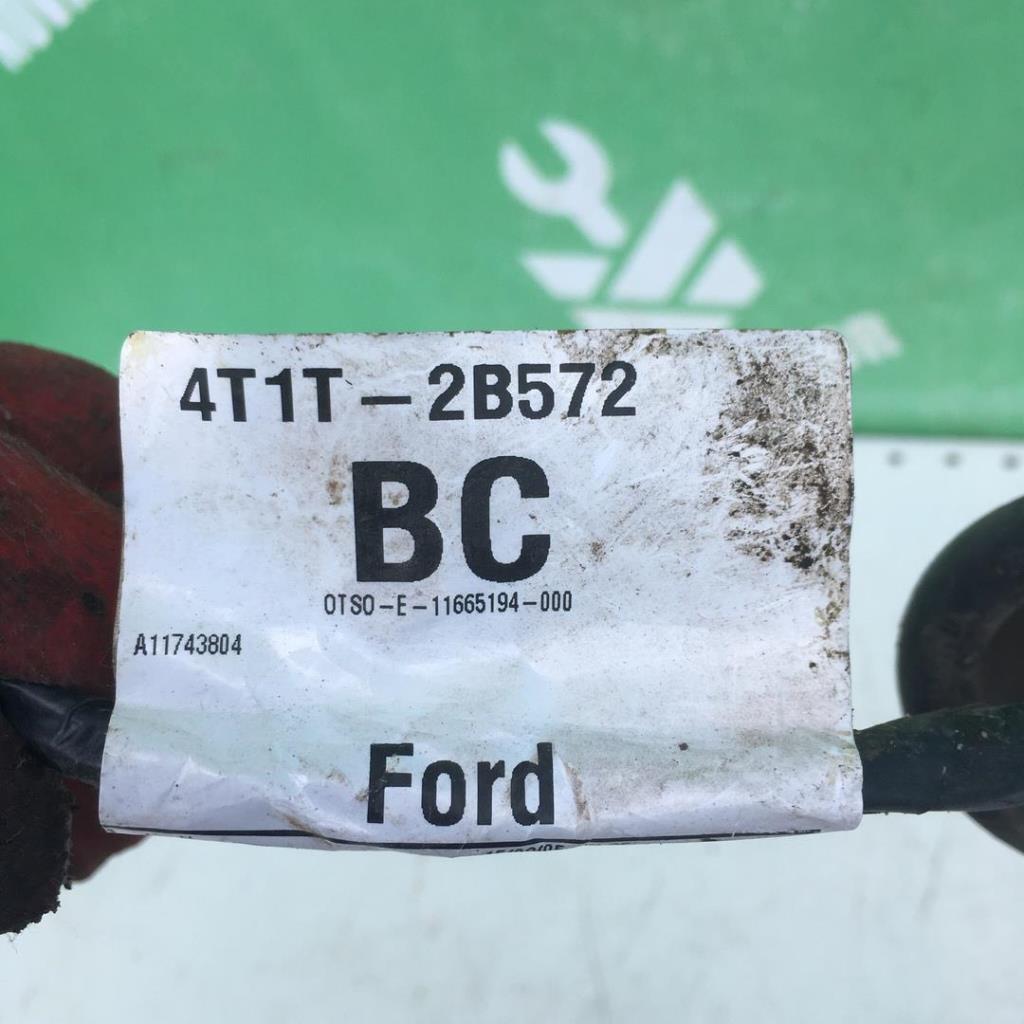 4T1T-2B572
BC
OTSO-E-11665194-000
A11743804
Ford